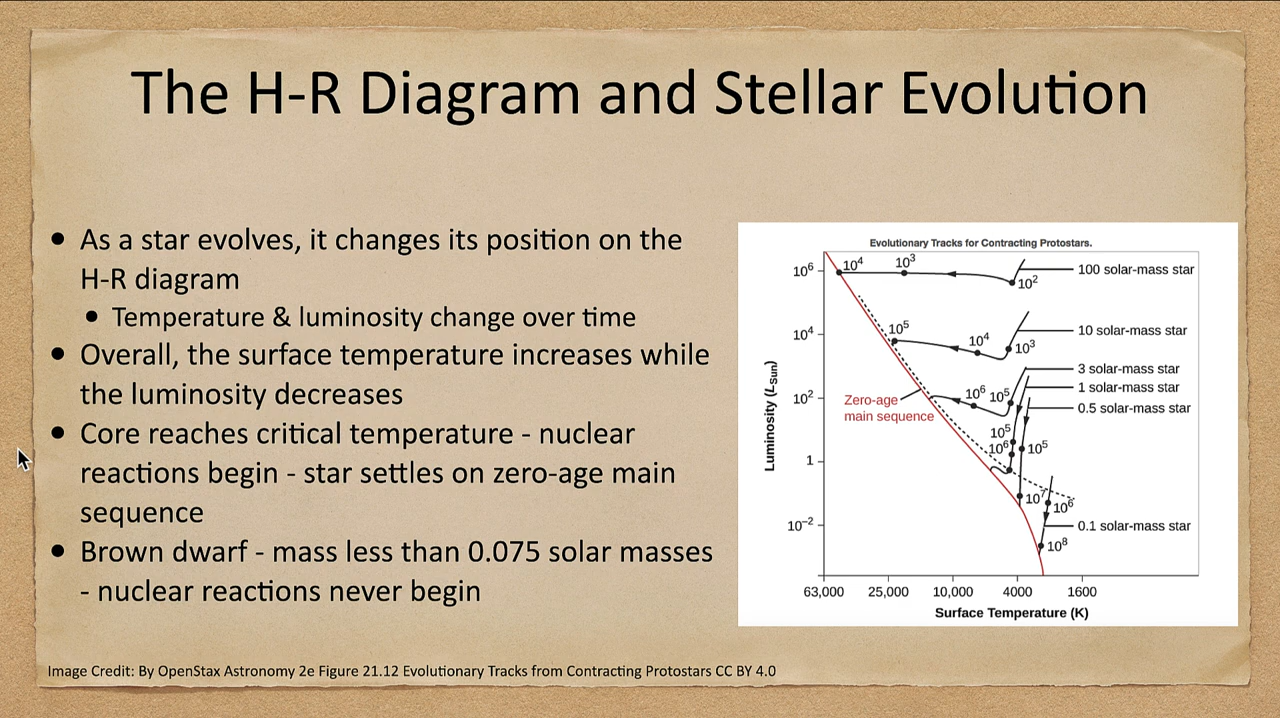 The H-R Diagram and Stellar Evolution
• As a star evolves, it changes its position on the
H-R diagram
• Temperature & luminosity change over time
• Overall, the surface temperature increases while
the luminosity decreases
• Core reaches critical temperature - nuclear
reactions begin - star settles on zero-age main
sequence
• Brown dwarf - mass less than 0.075 solar masses
- nuclear reactions never begin
Evolutionary Tracks for Contracting Protostars.
10⁶
10⁴
10²
1
10⁻²
Luminosity (L_Sun)
10⁴
10³
10²
100 solar-mass star
10⁵
10⁴
10³
10 solar-mass star
3 solar-mass star
10⁶
10⁵
1 solar-mass star
Zero-age
main sequence
0.5 solar-mass star
10⁵
10⁶
10⁵
10⁷
10⁶
0.1 solar-mass star
10⁸
63,000
25,000
10,000
4000
1600
Surface Temperature (K)
Image Credit: By OpenStax Astronomy 2e Figure 21.12 Evolutionary Tracks from Contracting Protostars CC BY 4.0